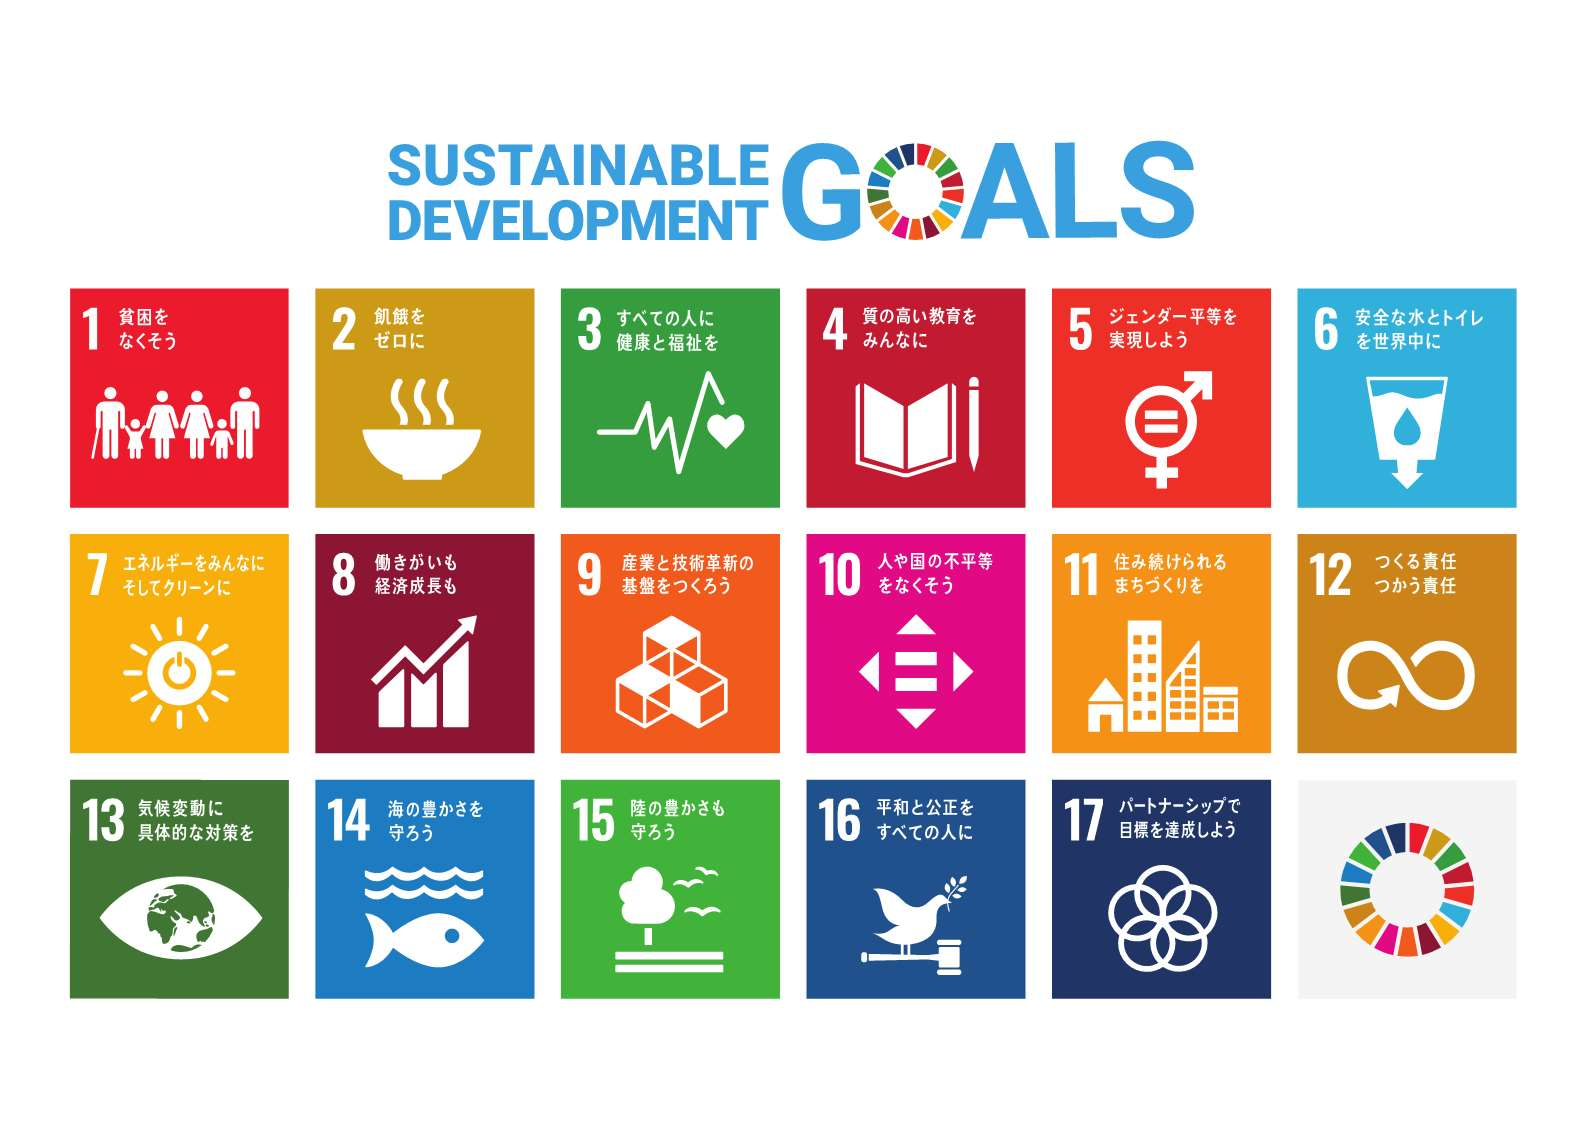 SUSTAINABLE
DEVELOPMENT
GOALS
1
貧困を
なくそう
2
飢餓を
ゼロに
3
すべての人に
健康と福祉を
4
質の高い教育を
みんなに
5
ジェンダー平等を
実現しよう
6
安全な水とトイレ
を世界中に
7
エネルギーをみんなに
そしてクリーンに
8
働きがいも
経済成長も
9
産業と技術革新の
基盤をつくろう
10
人や国の不平等
をなくそう
11
住み続けられる
まちづくりを
12
つくる責任
つかう責任
13
気候変動に
具体的な対策を
14
海の豊かさを
守ろう
15
陸の豊かさも
守ろう
16
平和と公正を
すべての人に
17
パートナーシップで
目標を達成しよう